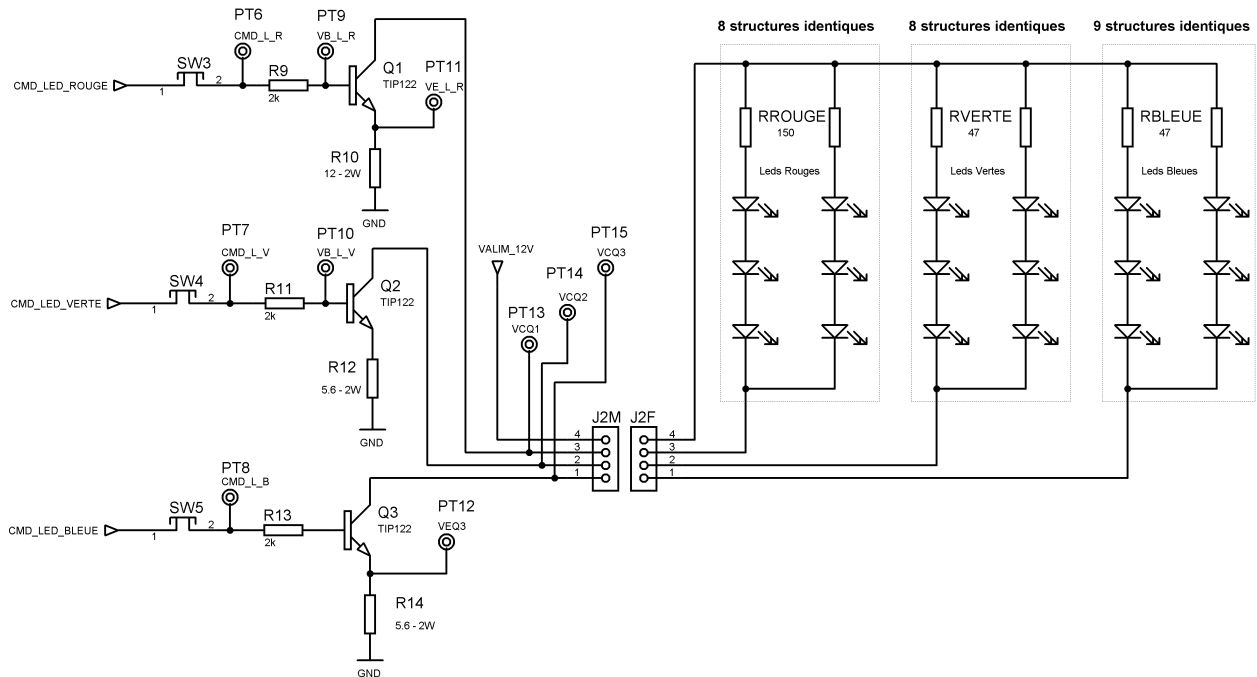 8 structures identiques
8 structures identiques
9 structures identiques
PT6
CMD_L_R
PT9
VB_L_R
SW3
CMD_LED_ROUGE
1
2
R9
2k
Q1
TIP122
PT11
VE_L_R
R10
12 - 2W
GND
RROUGE
150
Leds Rouges
RVERTE
47
Leds Vertes
RBLEUE
47
Leds Bleues
PT7
CMD_L_V
PT10
VB_L_V
SW4
CMD_LED_VERTE
1
2
R11
2k
Q2
TIP122
R12
5.6 - 2W
GND
VALIM_12V
PT13
VCQ1
PT14
VCQ2
PT15
VCQ3
J2M
4
3
2
1
J2F
4
3
2
1
PT8
CMD_L_B
SW5
CMD_LED_BLEUE
1
2
R13
2k
Q3
TIP122
PT12
VEQ3
R14
5.6 - 2W
GND